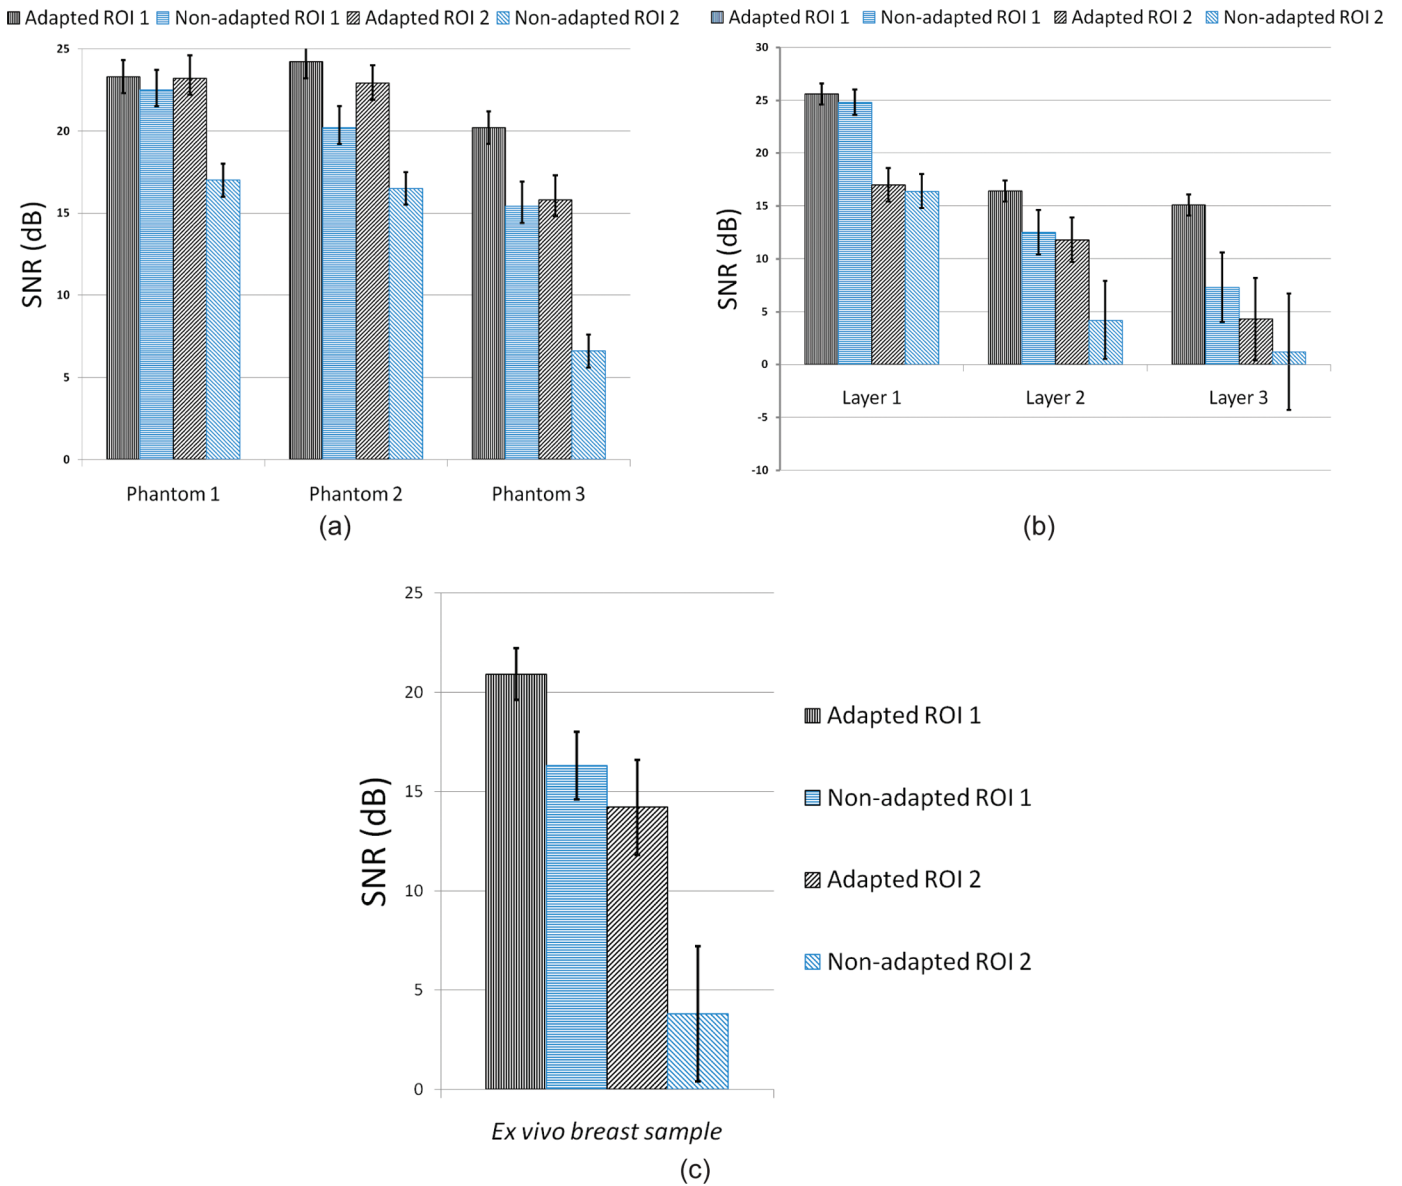 Adapted ROI 1 Non-adapted ROI 1 Adapted ROI 2 Non-adapted ROI 2
25
20
15
10
5
0
SNR (dB)
Phantom 1 Phantom 2 Phantom 3
(a)
Adapted ROI 1 Non-adapted ROI 1 Adapted ROI 2 Non-adapted ROI 2
30
25
20
15
10
5
0
-5
-10
SNR (dB)
Layer 1 Layer 2 Layer 3
(b)
25
20
15
10
5
0
SNR (dB)
Ex vivo breast sample
Adapted ROI 1
Non-adapted ROI 1
Adapted ROI 2
Non-adapted ROI 2
(c)